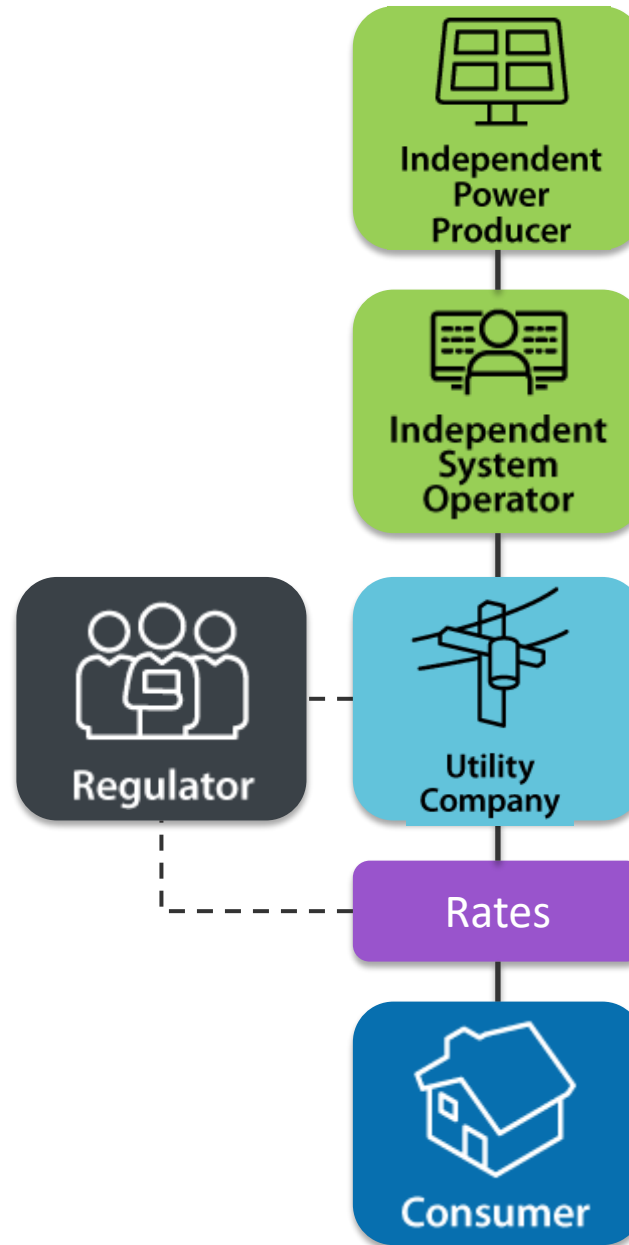 Independent
Power
Producer
Independent
System
Operator
Regulator
Utility
Company
Rates
Consumer